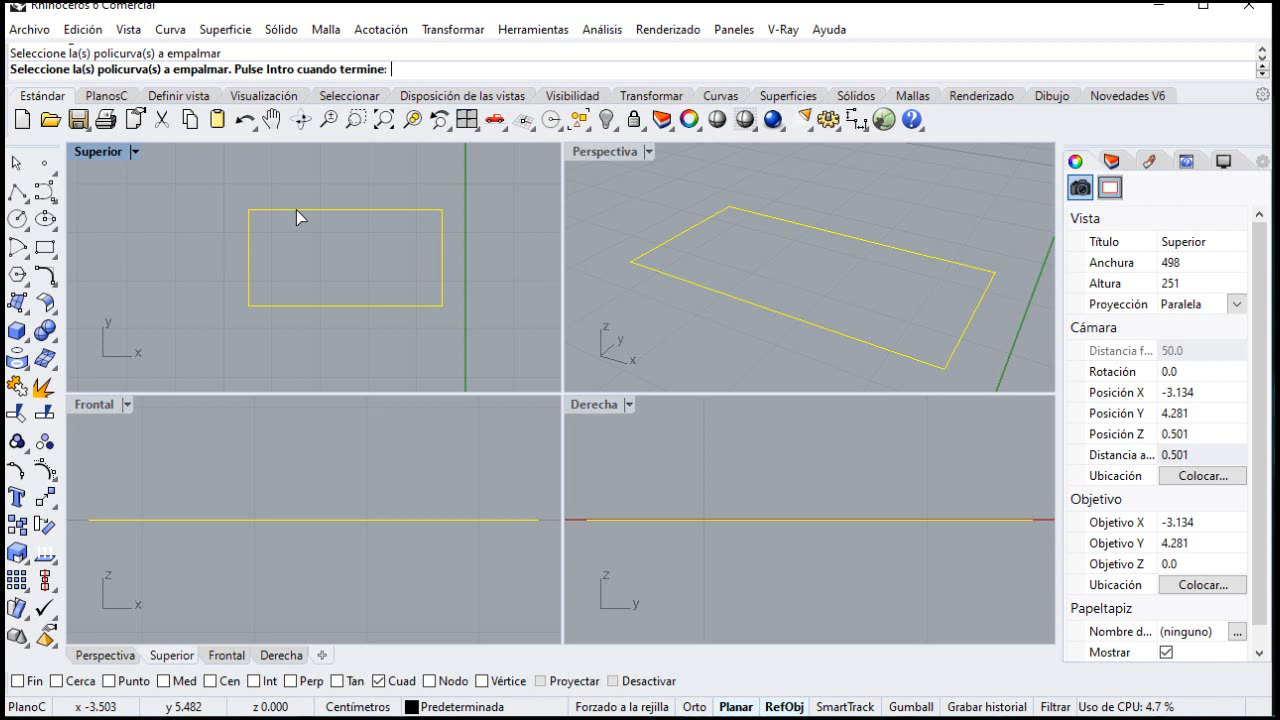 Rhinoceros 6 Comercial
Archivo Edición Vista Curva Superficie Sólido Malla Acotación Transformar Herramientas Análisis Renderizado Paneles V-Ray Ayuda
Seleccione la(s) policurva(s) a empalmar
Seleccione la(s) policurva(s) a empalmar. Pulse Intro cuando termine:
Estándar PlanosC Definir vista Visualización Seleccionar Disposición de las vistas Visibilidad Transformar Curvas Superficies Sólidos Mallas Renderizado Dibujo Novedades V6
Superior
Perspectiva
y
x
z
y
x
Frontal
Derecha
z
x
z
y
Vista
Título Superior
Anchura 498
Altura 251
Proyección Paralela
Cámara
Distancia f... 50.0
Rotación 0.0
Posición X -3.134
Posición Y 4.281
Posición Z 0.501
Distancia a... 0.501
Ubicación Colocar...
Objetivo
Objetivo X -3.134
Objetivo Y 4.281
Objetivo Z 0.0
Ubicación Colocar...
Papeltapiz
Nombre d... (ninguno) ...
Mostrar
Perspectiva Superior Frontal Derecha
Fin Cerca Punto Med Cen Int Perp Tan Cuad Nodo Vértice Proyectar Desactivar
PlanoC x -3.503 y 5.482 z 0.000 Centímetros Predeterminada Forzado a la rejilla Orto Planar RefObj SmartTrack Gumball Grabar historial Filtrar Uso de CPU: 4.7 %